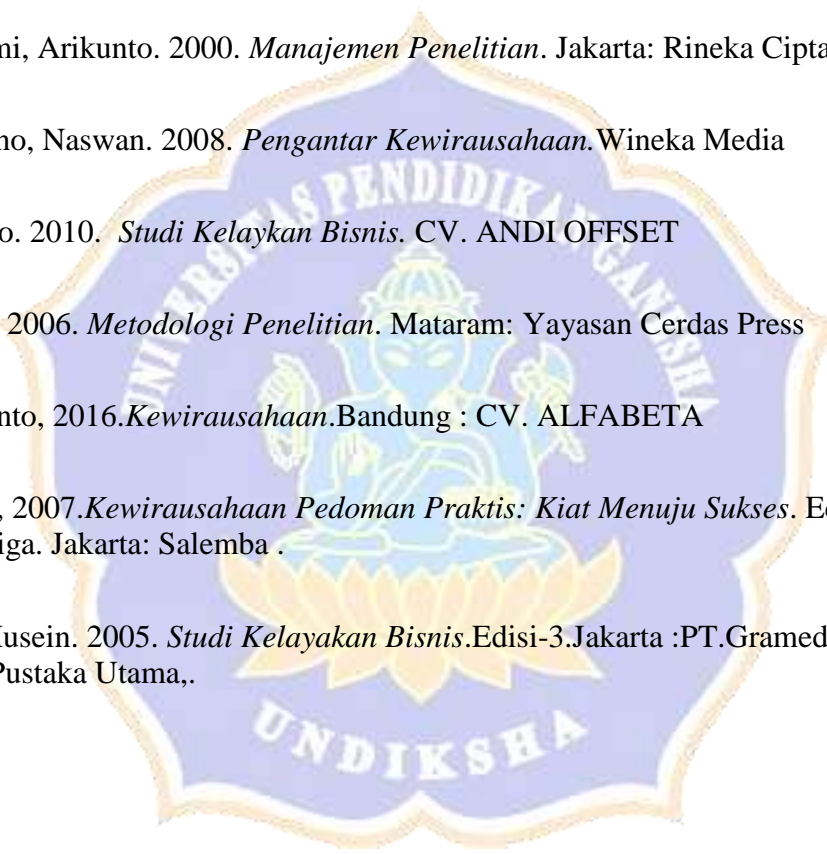 mi, Arikunto. 2000. Manajemen Penelitian. Jakarta: Rineka Cipta
no, Naswan. 2008. Pengantar Kewirausahaan.Wineka Media
o. 2010. Studi Kelaykan Bisnis. CV. ANDI OFFSET
2006. Metodologi Penelitian. Mataram: Yayasan Cerdas Press
nto, 2016.Kewirausahaan.Bandung : CV. ALFABETA
, 2007.Kewirausahaan Pedoman Praktis: Kiat Menuju Sukses. Ed
iga. Jakarta: Salemba .
Husein. 2005. Studi Kelayakan Bisnis.Edisi-3.Jakarta :PT.Gramed
Pustaka Utama,.
UNIVERSITAS PENDIDIKAN GANESHA
UNDIKSHA